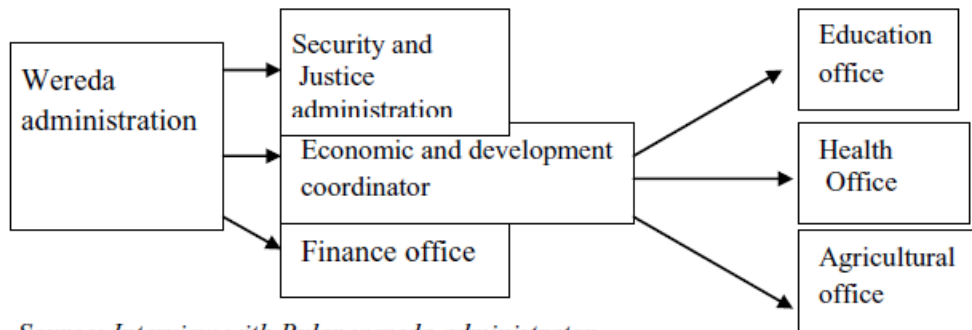 Wereda
administration
Security and
Justice
administration
Economic and development
coordinator
Finance office
Education
office
Health
Office
Agricultural
office